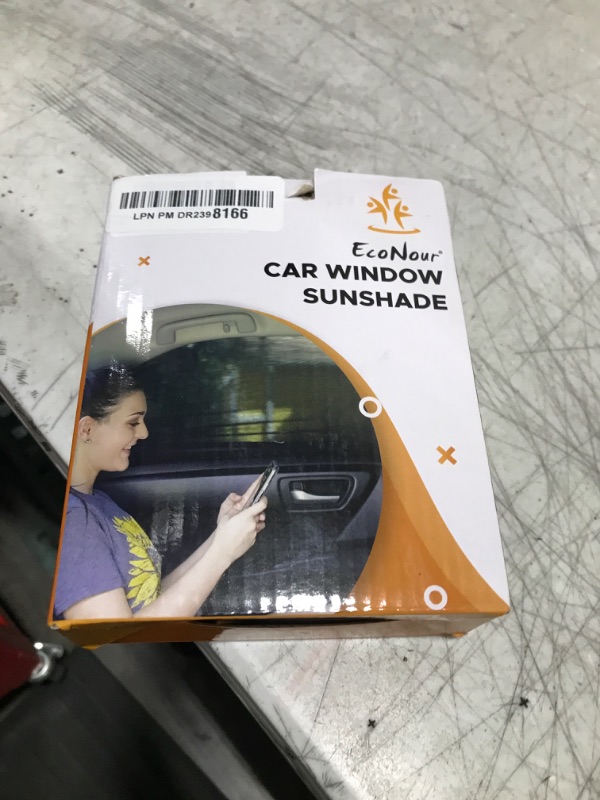 LPN PM DR2398166
EcoNour®
CAR WINDOW
SUNSHADE